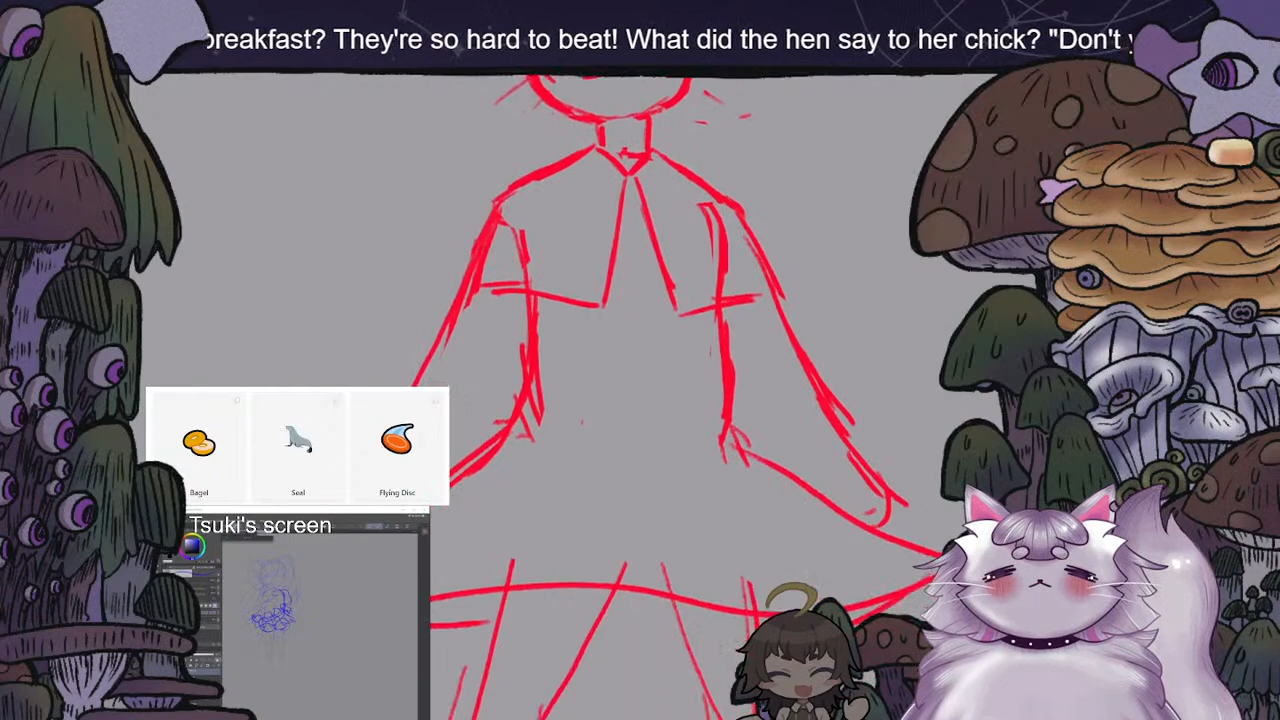 breakfast? They're so hard to beat! What did the hen say to her chick? "Don't
Bagel
Seal
Flying Disc
Tsuki's screen